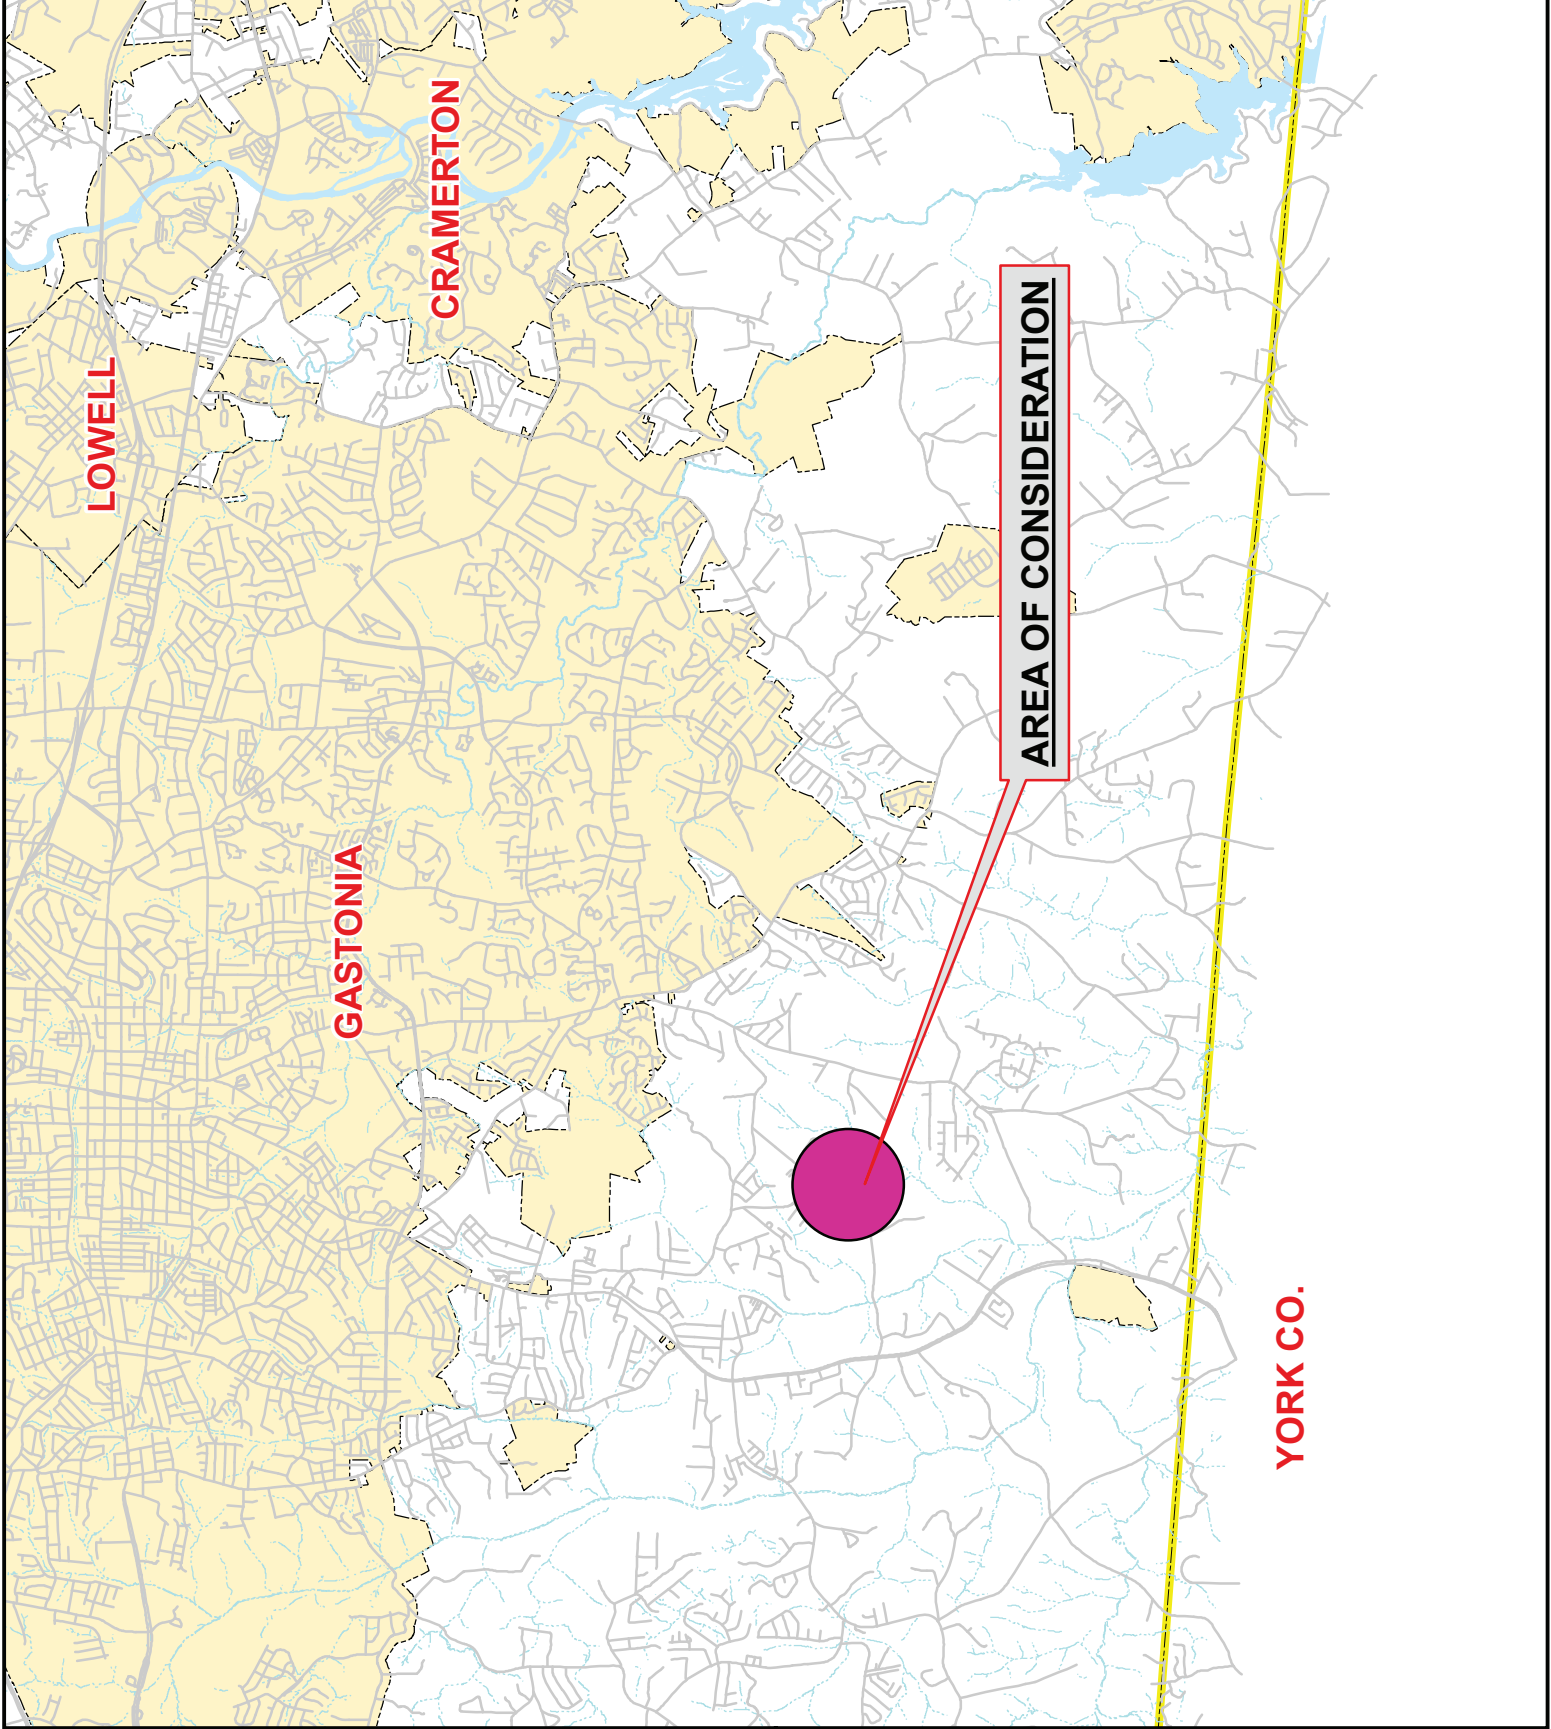 LOWELL
CRAMERTON
GASTONIA
AREA OF CONSIDERATION
YORK CO.